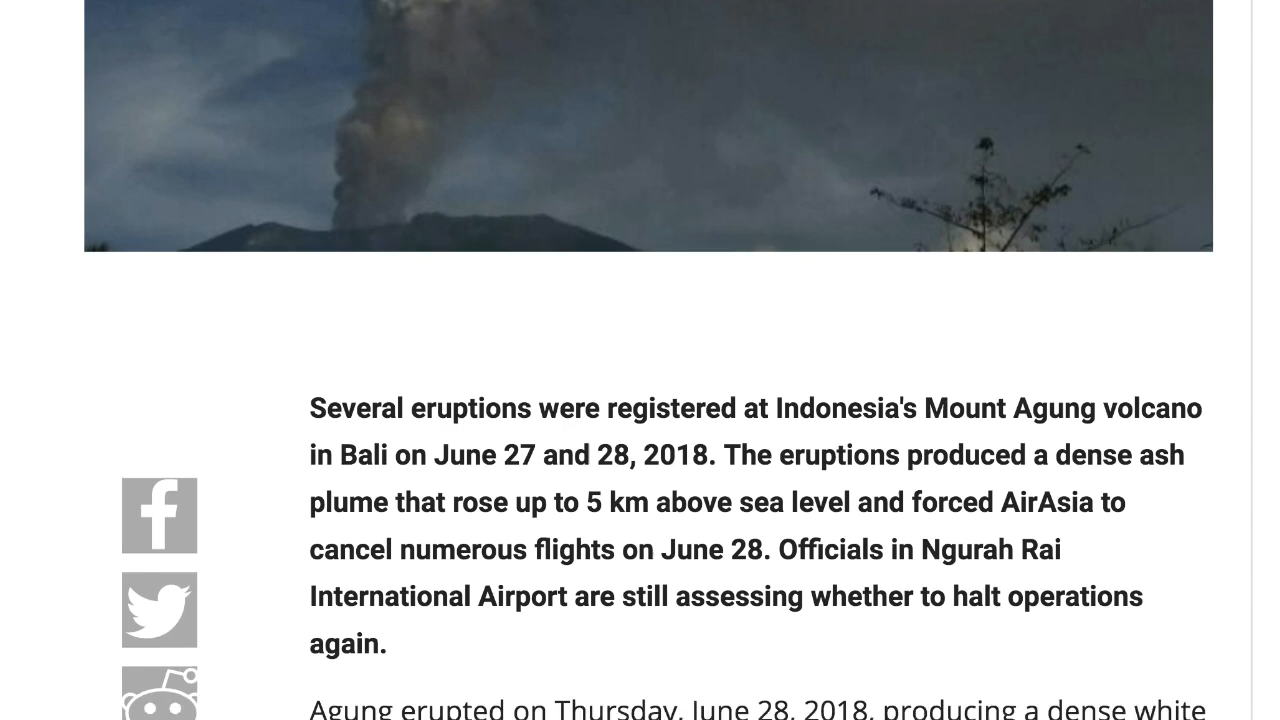 Several eruptions were registered at Indonesia's Mount Agung volcano
in Bali on June 27 and 28, 2018. The eruptions produced a dense ash
plume that rose up to 5 km above sea level and forced AirAsia to
cancel numerous flights on June 28. Officials in Ngurah Rai
International Airport are still assessing whether to halt operations
again.
Agung erupted on Thursday, June 28, 2018, producing a dense white